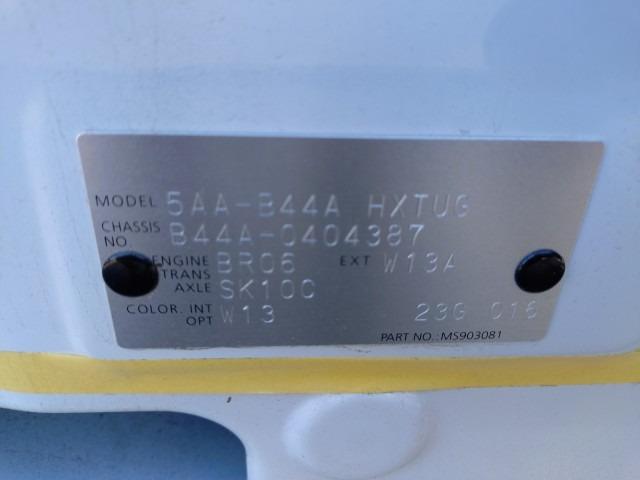 MODEL 5AA-B44A HXTUG
CHASSIS NO. B44A-0404387
ENGINE BR06 EXT W13A
TRANS AXLE SK10C
COLOR. INT W13
OPT 23G 016
PART NO.:MS903081